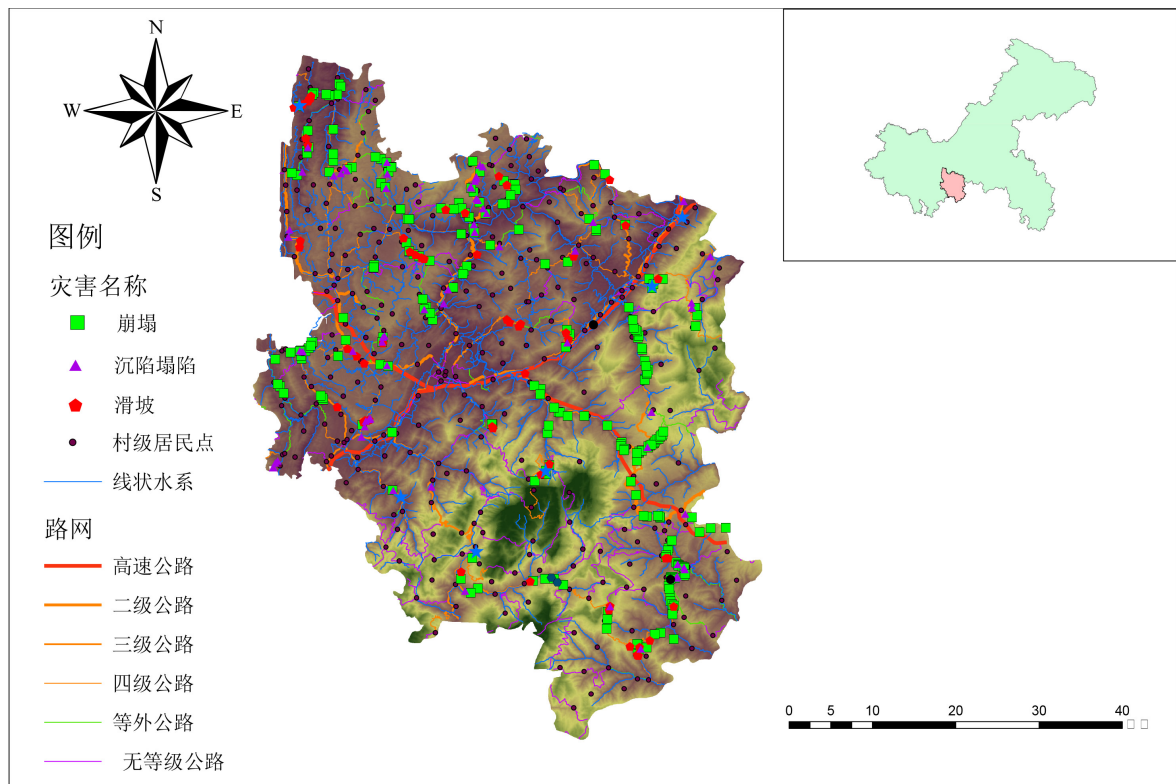 N
W
E
S
图例
灾害名称
崩塌
沉陷塌陷
滑坡
村级居民点
线状水系
路网
高速公路
二级公路
三级公路
四级公路
等外公路
无等级公路
0 5 10 20 30 40